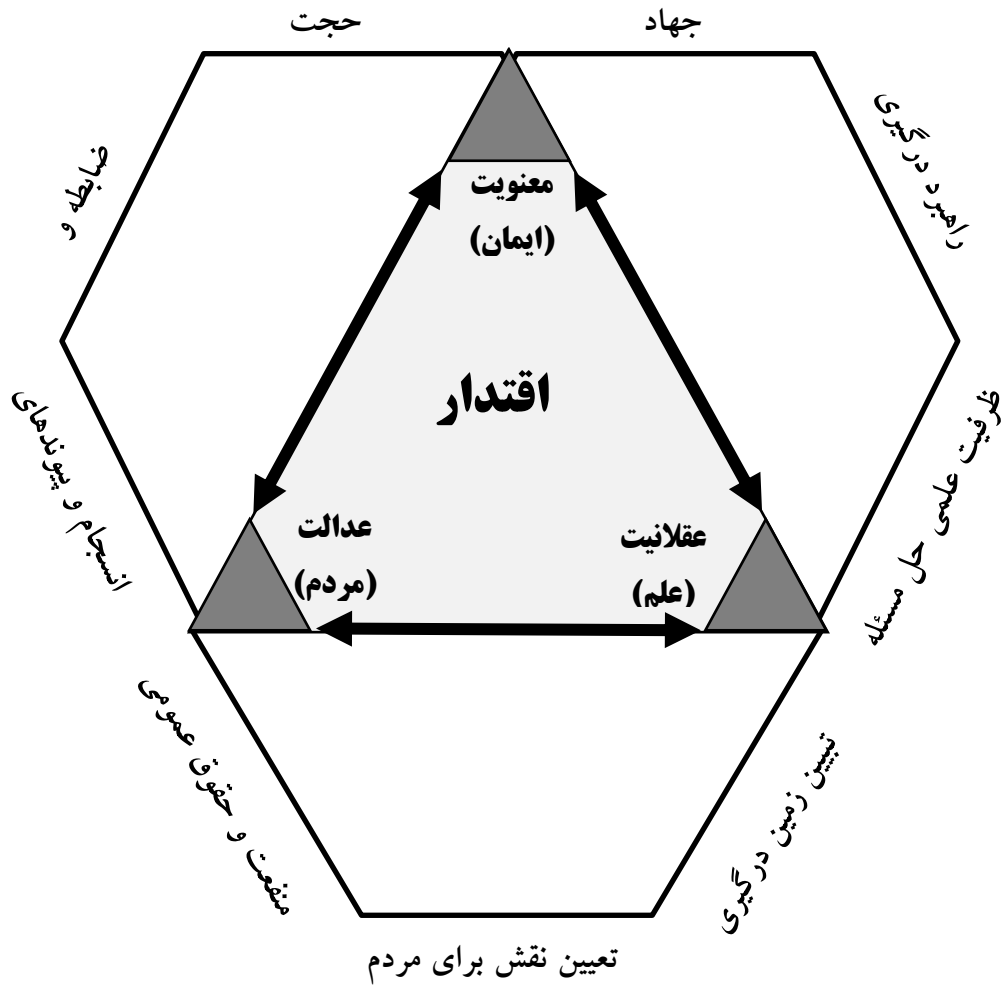 جهاد
حجت
راهبرد درگیری
ضابطه و
معنویت
(ایمان)
اقتدار
ظرفیت علمی حل مسئله
انسجام و پیوندهای
عقلانیت
(علم)
عدالت
(مردم)
تبیین زمین درگیری
منفعت و حقوق عمومی
تعیین نقش برای مردم